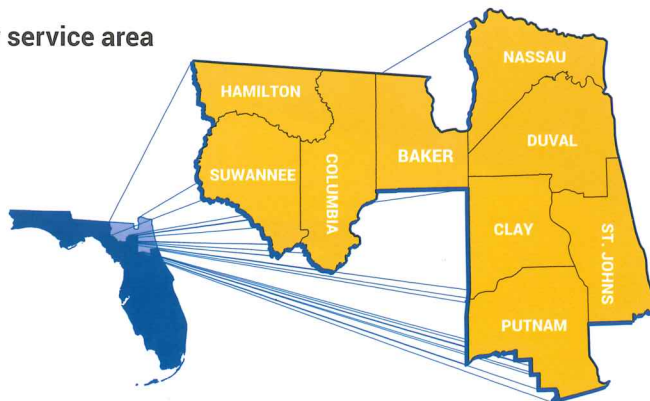 service area
NASSAU
HAMILTON
DUVAL
BAKER
SUWANNEE
COLUMBIA
CLAY
ST. JOHNS
PUTNAM